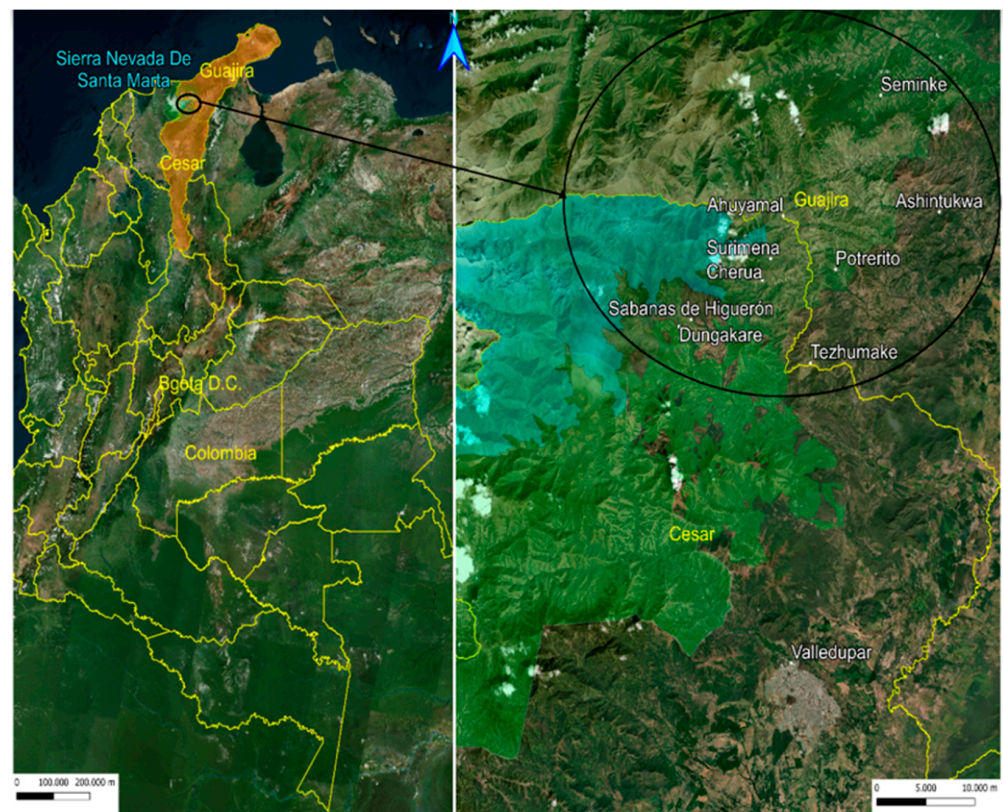 Sierra Nevada De
Santa Marta
Guajira
Cesar
Bgota D.C.
Colombia
0 100.000 200.000 m
N
Seminke
Ahuyamal
Guajira
Ashintukwa
Surimena
Cherua
Potrerito
Sabanas de Higuerón
Dungakare
Tezhumake
Cesar
Valledupar
0 5.000 10.000 m